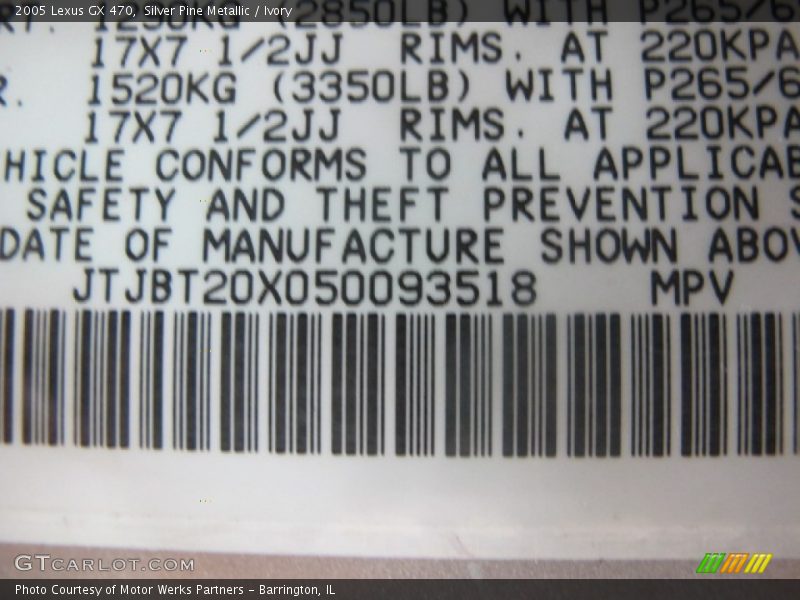 2005 Lexus GX 470, Silver Pine Metallic / Ivory
1290KG (2850LB) WITH P265/6
17X7 1/2JJ RIMS. AT 220KPA
R. 1520KG (3350LB) WITH P265/6
17X7 1/2JJ RIMS. AT 220KPA
HICLE CONFORMS TO ALL APPLICAB
SAFETY AND THEFT PREVENTION S
DATE OF MANUFACTURE SHOWN ABOV
JTJBT20X050093518 MPV
GTCARLOT.COM
Photo Courtesy of Motor Werks Partners - Barrington, IL